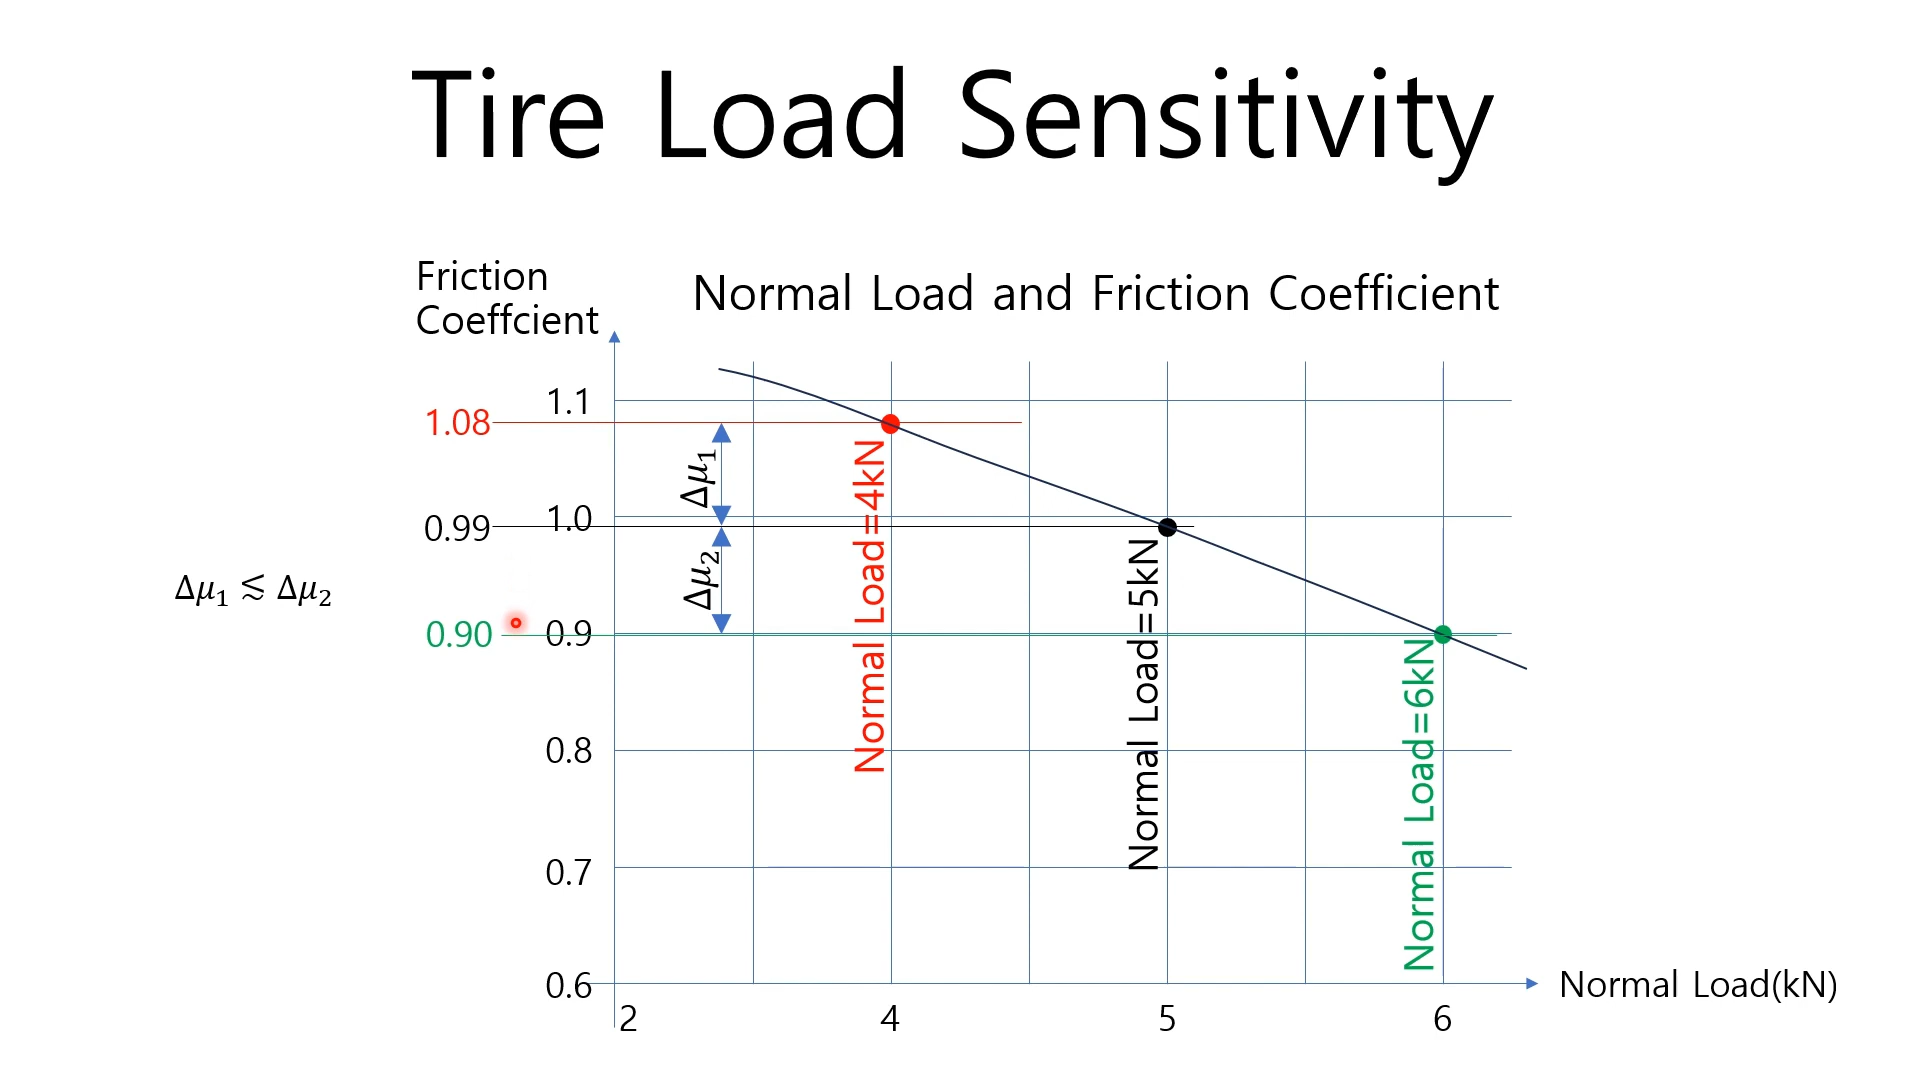 Tire Load Sensitivity
Friction
Coeffcient
Normal Load and Friction Coefficient
1.1
1.08
1.0
0.99
0.9
0.90
0.8
0.7
0.6
Δμ₁
Δμ₂
Δμ₁ ⪅ Δμ₂
Normal Load=4kN
Normal Load=5kN
Normal Load=6kN
2
4
5
6
Normal Load(kN)